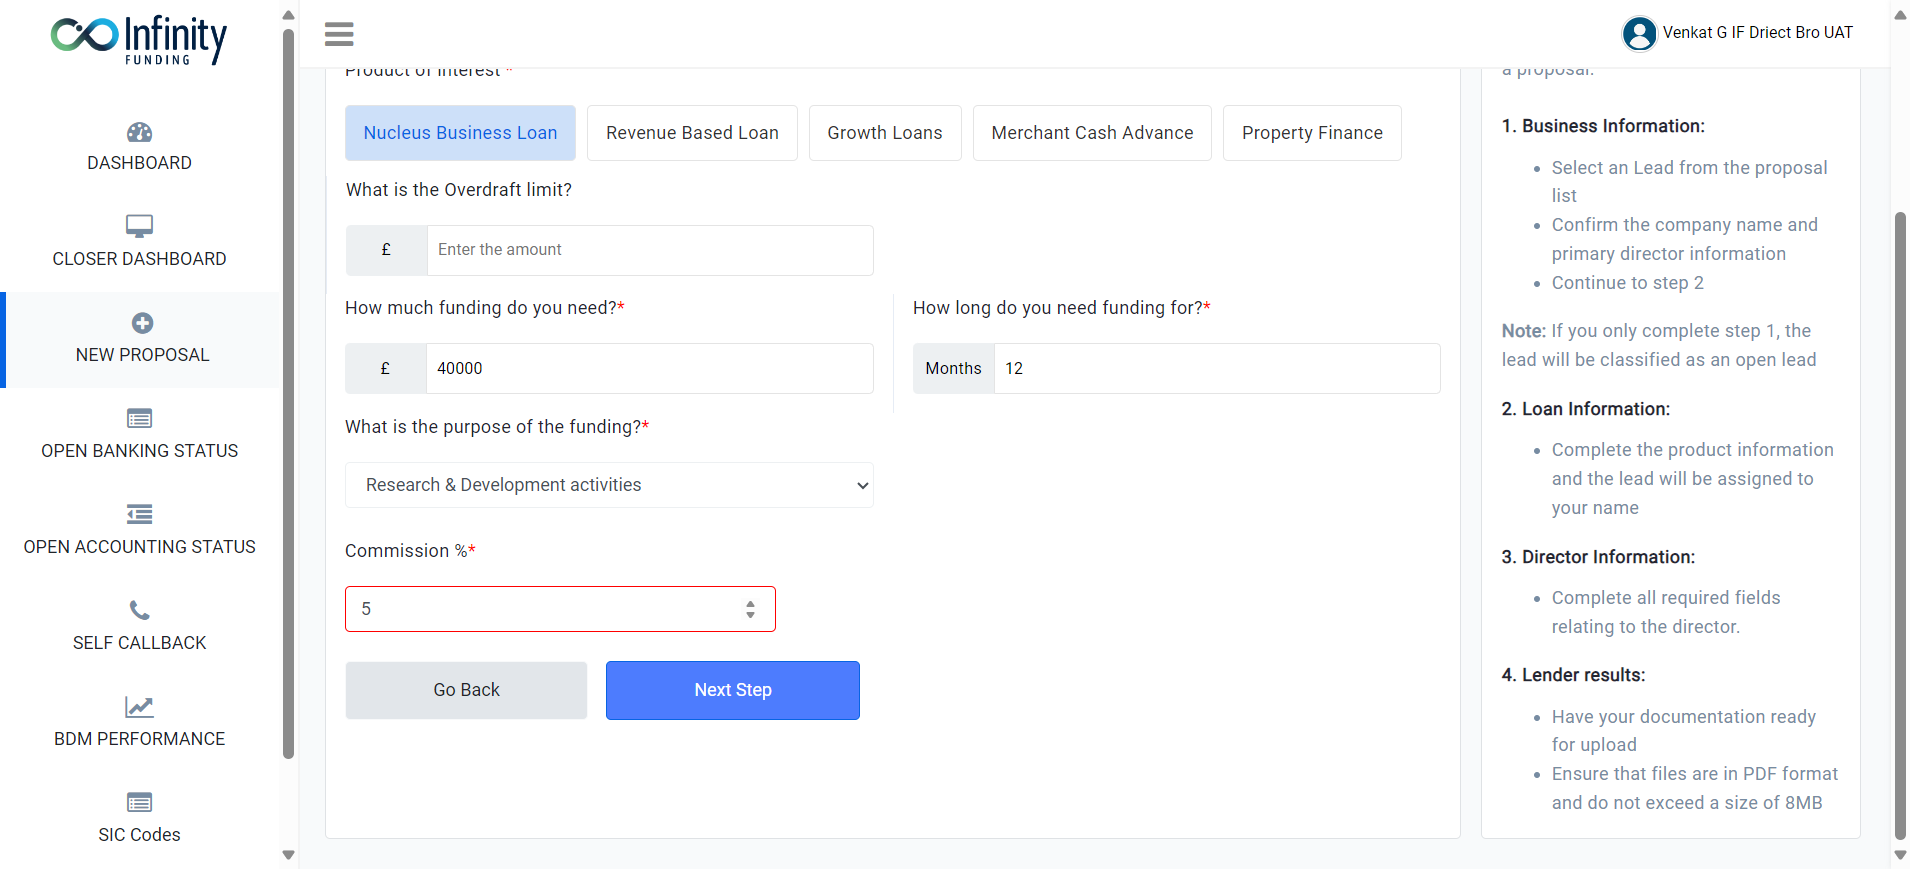 Infinity
FUNDING
DASHBOARD
CLOSER DASHBOARD
NEW PROPOSAL
OPEN BANKING STATUS
OPEN ACCOUNTING STATUS
SELF CALLBACK
BDM PERFORMANCE
SIC Codes
Venkat G IF Driect Bro UAT
Product of Interest *
Nucleus Business Loan
Revenue Based Loan
Growth Loans
Merchant Cash Advance
Property Finance
What is the Overdraft limit?
£ Enter the amount
How much funding do you need?*
£ 40000
How long do you need funding for?*
Months 12
What is the purpose of the funding?*
Research & Development activities
Commission %*
5
Go Back
Next Step
a proposal.
1. Business Information:
Select an Lead from the proposal
list
Confirm the company name and
primary director information
Continue to step 2
Note: If you only complete step 1, the
lead will be classified as an open lead
2. Loan Information:
Complete the product information
and the lead will be assigned to
your name
3. Director Information:
Complete all required fields
relating to the director.
4. Lender results:
Have your documentation ready
for upload
Ensure that files are in PDF format
and do not exceed a size of 8MB